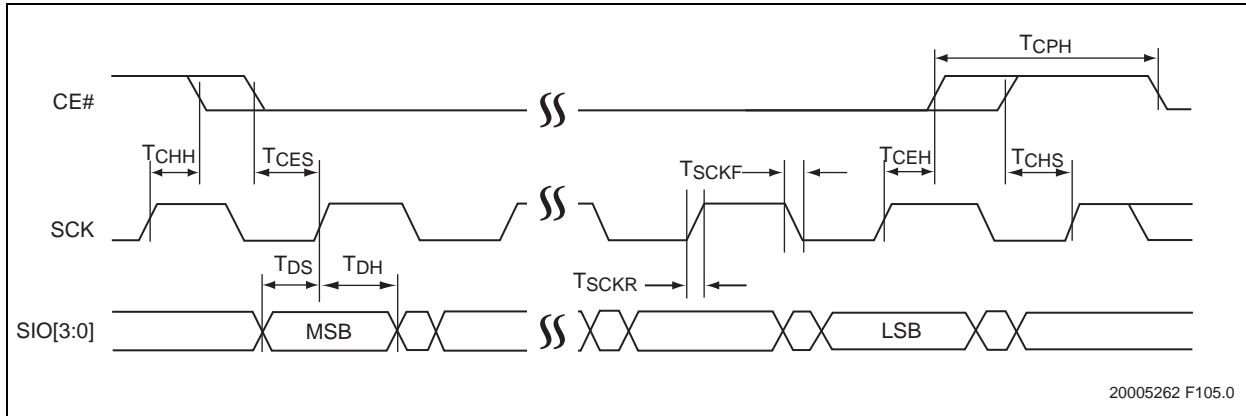 TCPH
CE#
TCHH
TCES
TSCKF
TCEH
TCHS
SCK
TDS
TDH
TSCKR
SIO[3:0]
MSB
LSB
20005262 F105.0